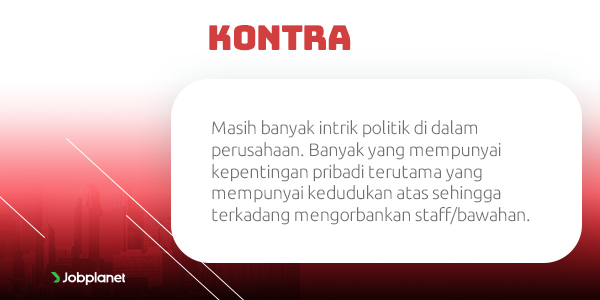 KONTRA
Masih banyak intrik politik di dalam
perusahaan. Banyak yang mempunyai
kepentingan pribadi terutama yang
mempunyai kedudukan atas sehingga
terkadang mengorbankan staff/bawahan.
Jobplanet